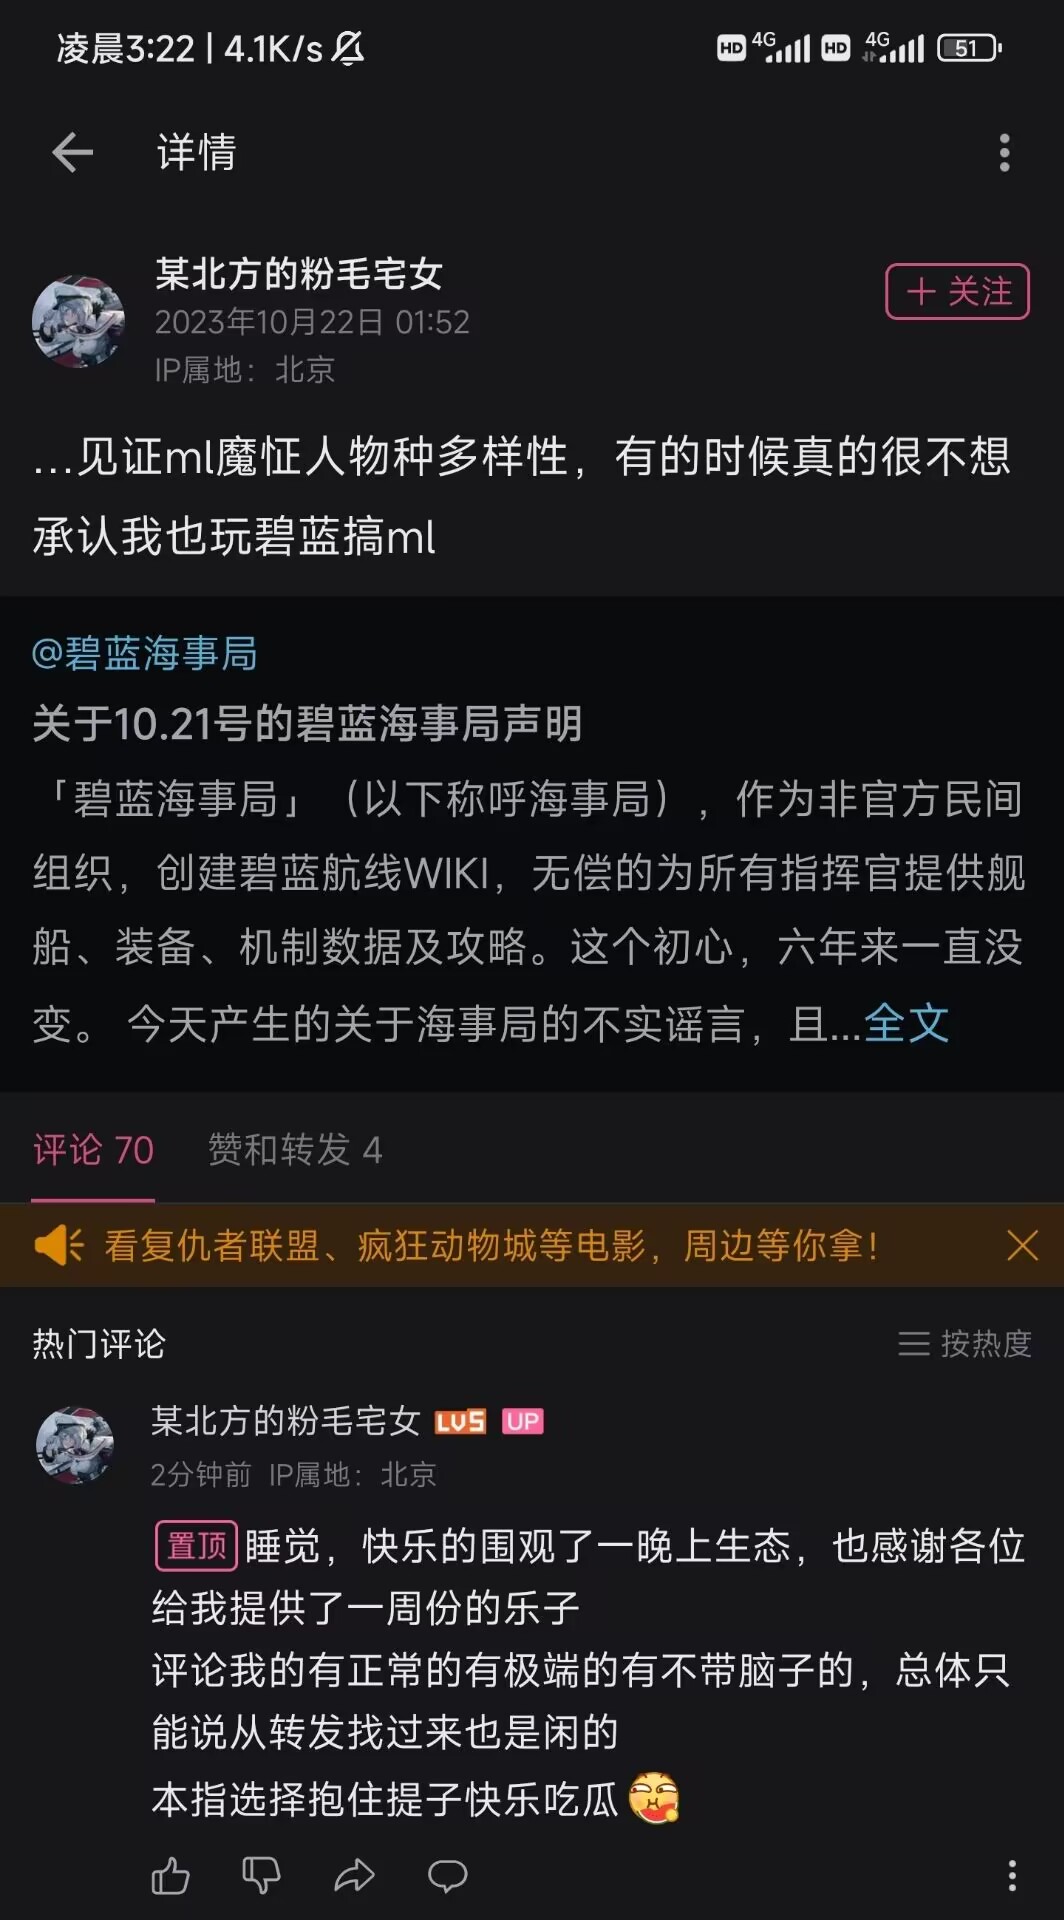 凌晨3:22 | 4.1K/s
HD 4G HD 4G 51
详情
某北方的粉毛宅女
2023年10月22日 01:52
IP属地：北京
＋ 关注
...见证ml魔怔人物种多样性，有的时候真的很不想
承认我也玩碧蓝搞ml
@碧蓝海事局
关于10.21号的碧蓝海事局声明
「碧蓝海事局」（以下称呼海事局），作为非官方民间
组织，创建碧蓝航线WIKI，无偿的为所有指挥官提供舰
船、装备、机制数据及攻略。这个初心，六年来一直没
变。 今天产生的关于海事局的不实谣言，且...全文
评论 70 赞和转发 4
看复仇者联盟、疯狂动物城等电影，周边等你拿！
热门评论 按热度
某北方的粉毛宅女 LV5 UP
2分钟前 IP属地：北京
置顶 睡觉，快乐的围观了一晚上生态，也感谢各位
给我提供了一周份的乐子
评论我的有正常的有极端的有不带脑子的，总体只
能说从转发找过来也是闲的
本指选择抱住提子快乐吃瓜